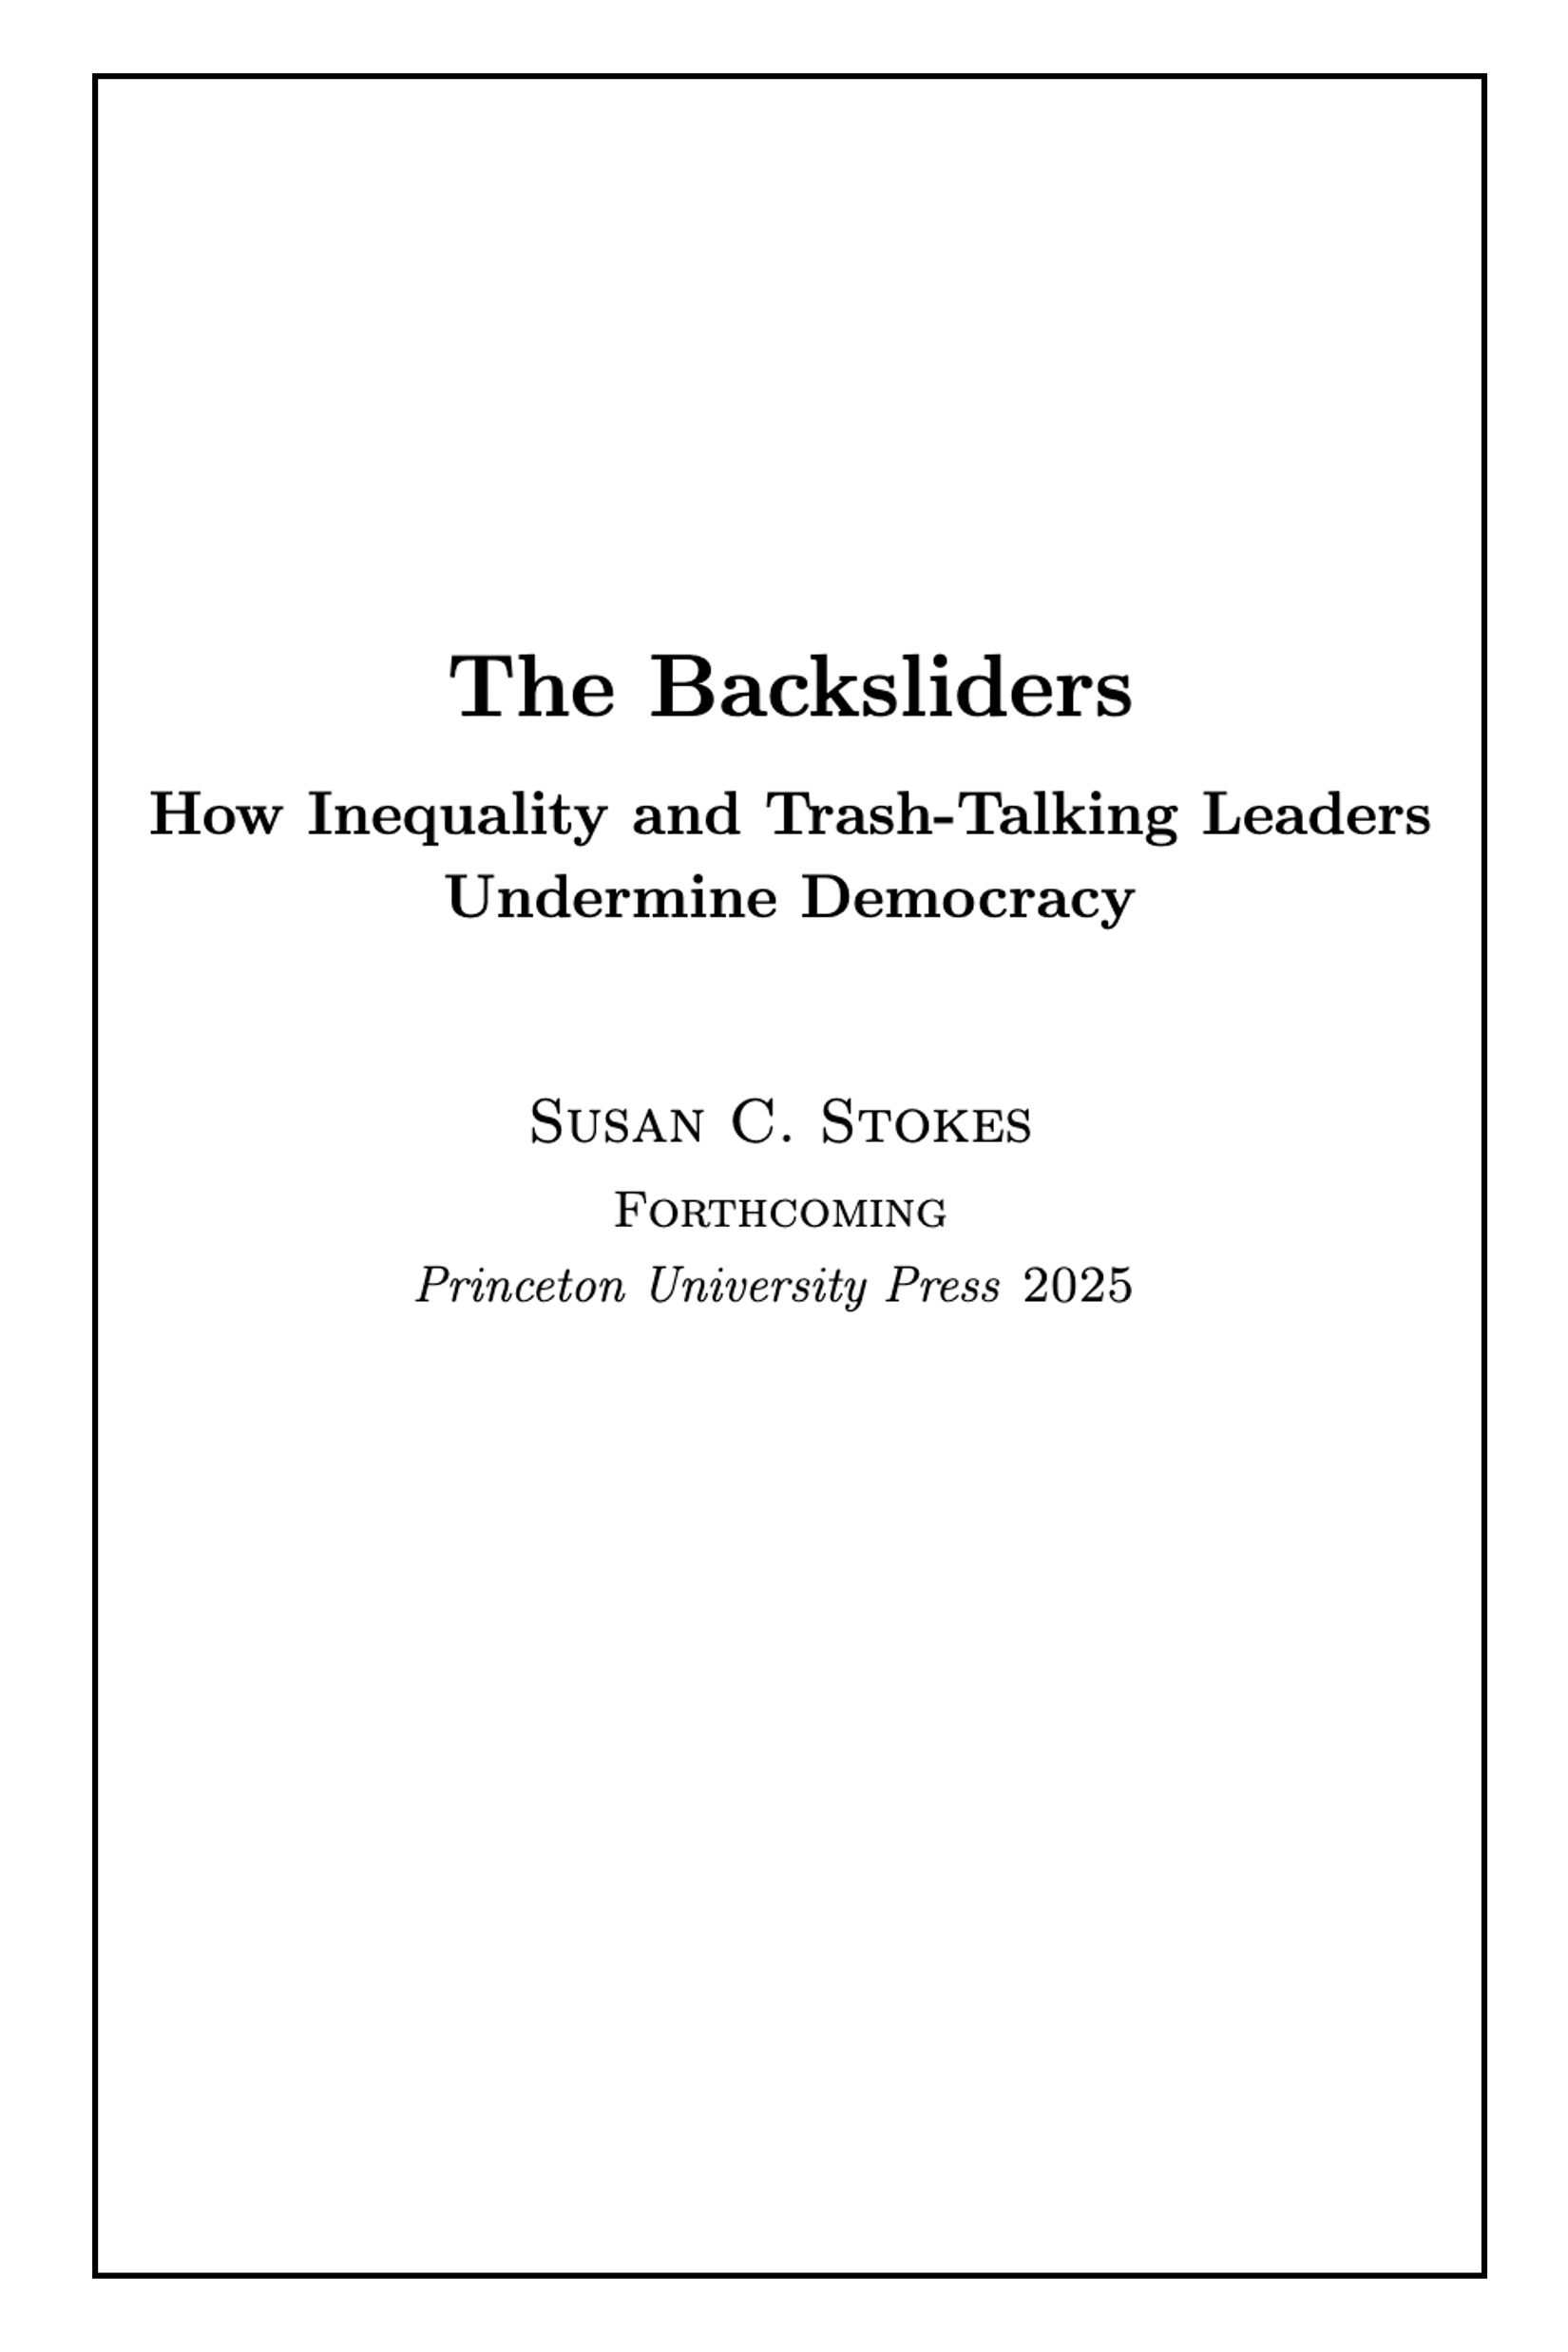 The Backsliders
How Inequality and Trash-Talking Leaders
Undermine Democracy
Susan C. Stokes
Forthcoming
Princeton University Press 2025